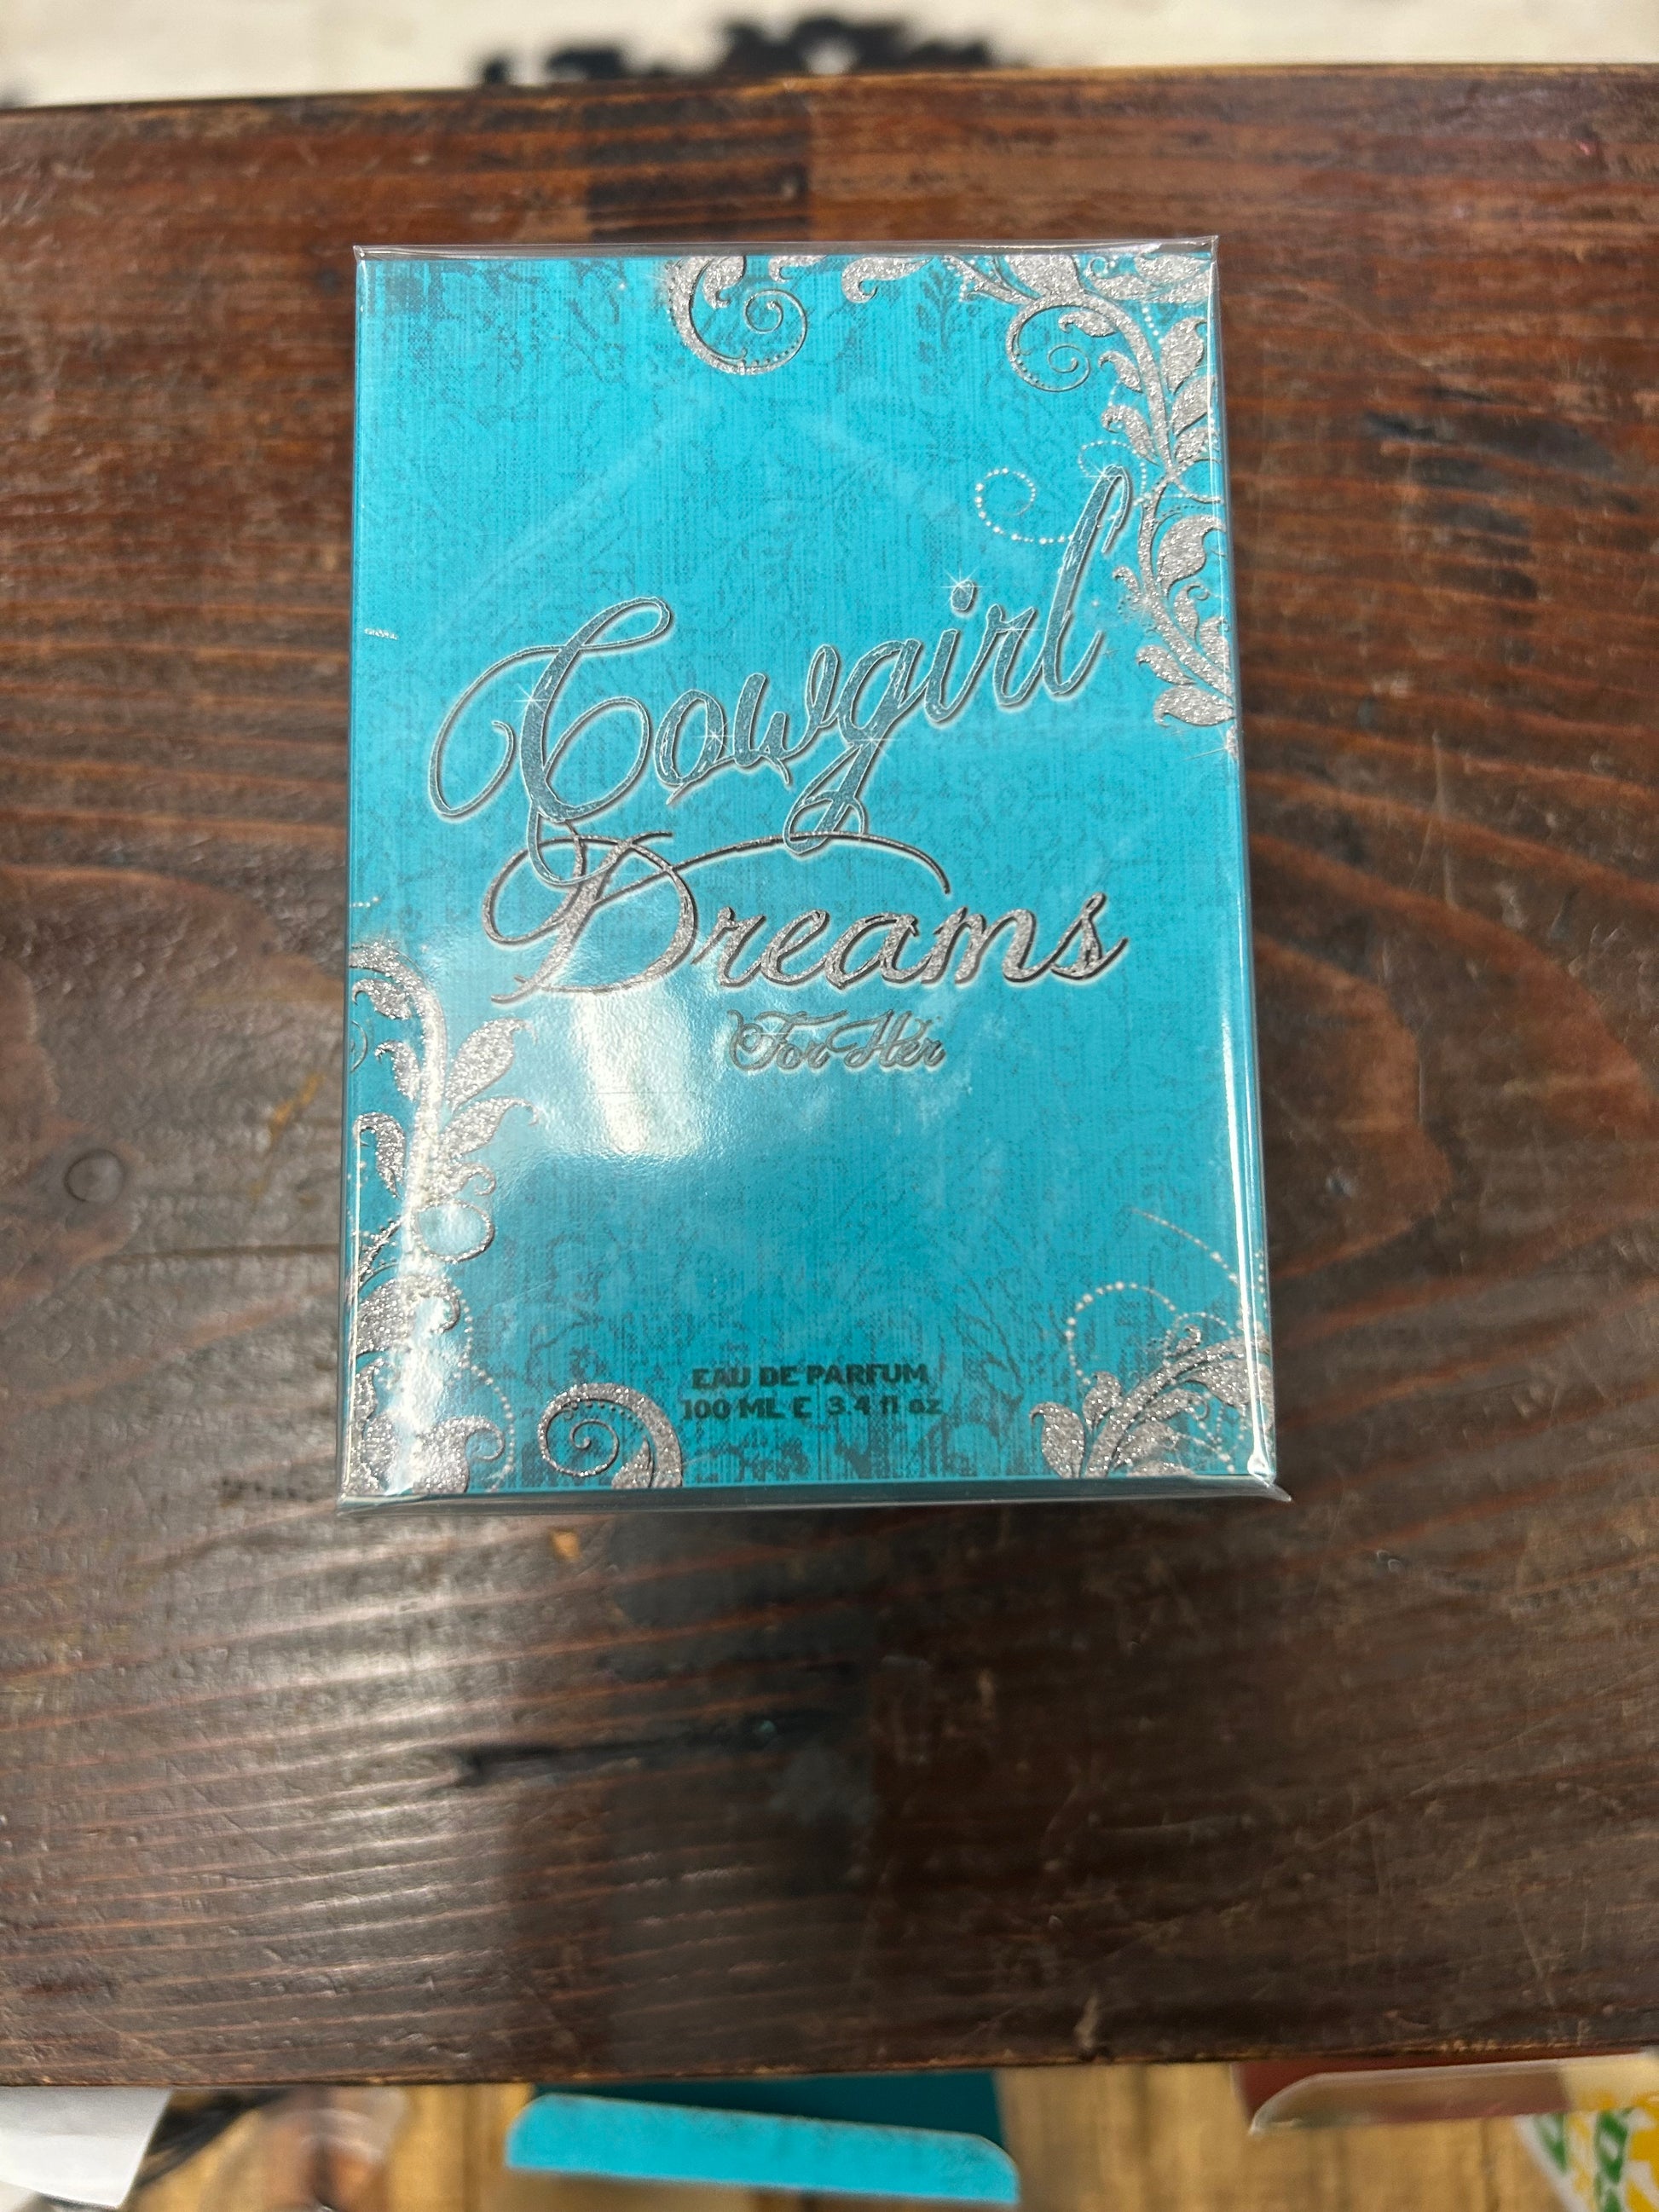 Cowgirl
Dreams
For Her
EAU DE PARFUM
100 ML E 3.4 fl oz